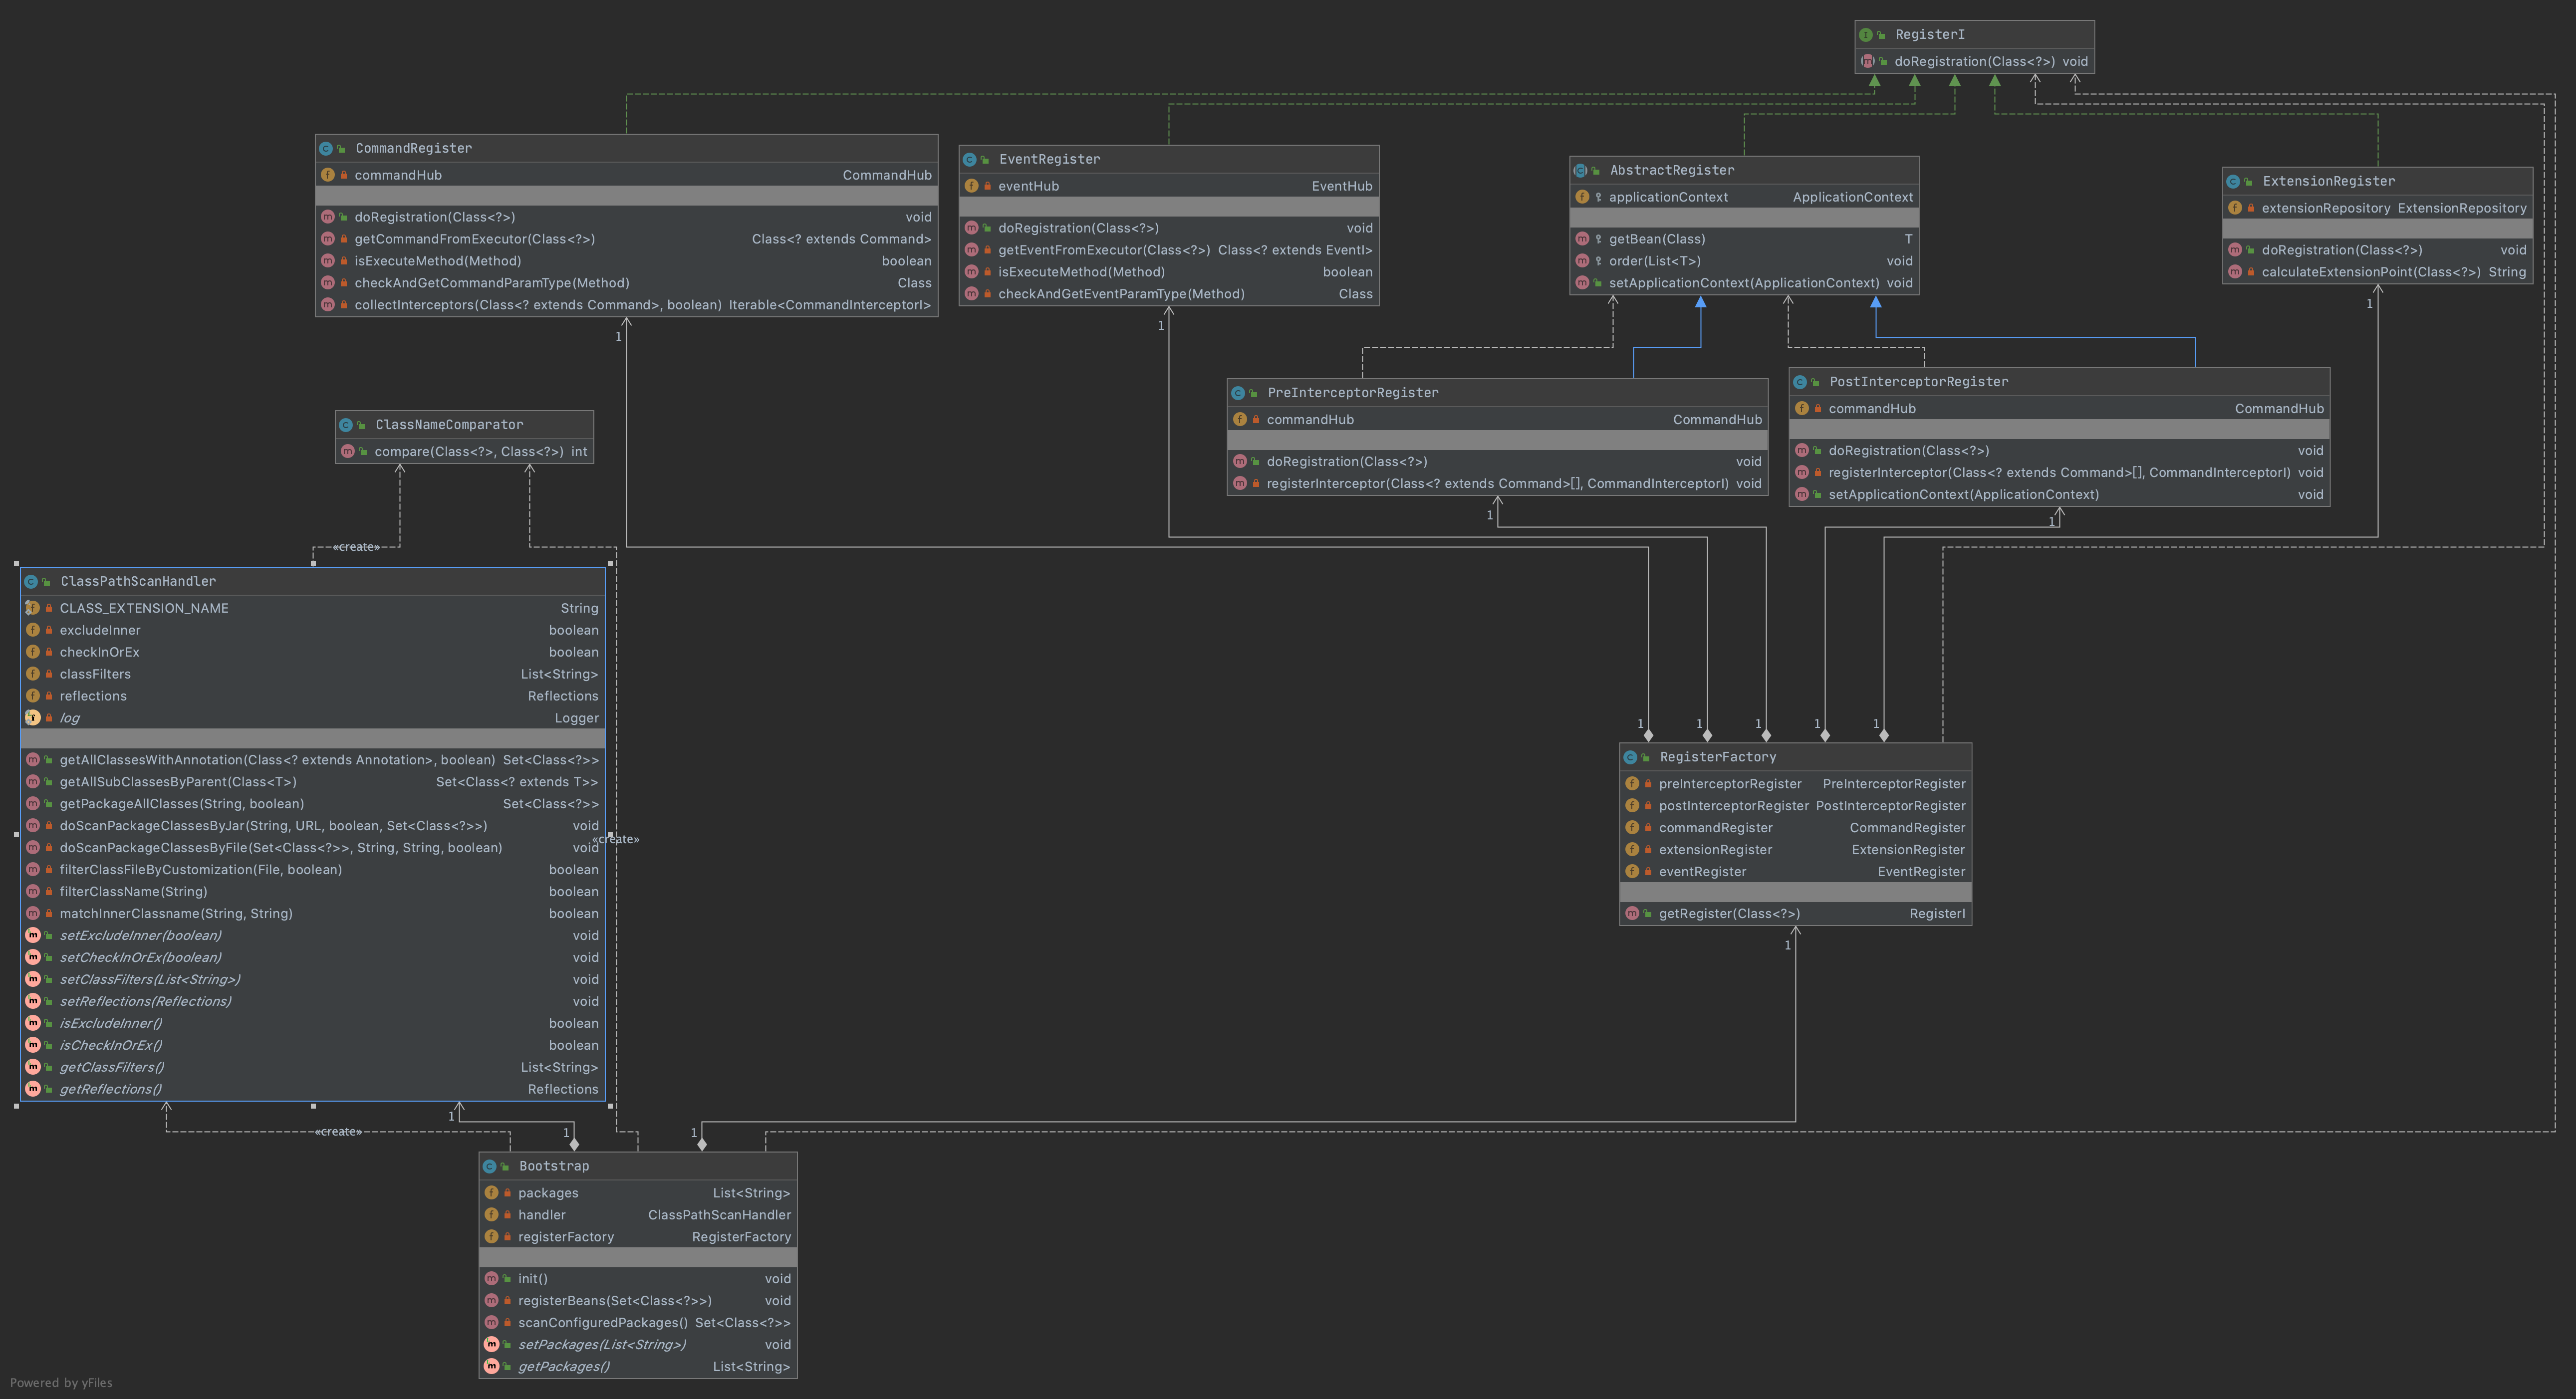 RegisterI
doRegistration(Class<?>) void
CommandRegister
commandHub CommandHub
doRegistration(Class<?>) void
getCommandFromExecutor(Class<?>) Class<? extends Command>
isExecuteMethod(Method) boolean
checkAndGetCommandParamType(Method) Class
collectInterceptors(Class<? extends Command>, boolean) Iterable<CommandInterceptorI>
1
EventRegister
eventHub EventHub
doRegistration(Class<?>) void
getEventFromExecutor(Class<?>) Class<? extends EventI>
isExecuteMethod(Method) boolean
checkAndGetEventParamType(Method) Class
1
AbstractRegister
applicationContext ApplicationContext
getBean(Class) T
order(List<T>) void
setApplicationContext(ApplicationContext) void
ExtensionRegister
extensionRepository ExtensionRepository
doRegistration(Class<?>) void
calculateExtensionPoint(Class<?>) String
1
PreInterceptorRegister
commandHub CommandHub
doRegistration(Class<?>) void
registerInterceptor(Class<? extends Command>[], CommandInterceptorI) void
1
PostInterceptorRegister
commandHub CommandHub
doRegistration(Class<?>) void
registerInterceptor(Class<? extends Command>[], CommandInterceptorI) void
setApplicationContext(ApplicationContext) void
1
ClassNameComparator
compare(Class<?>, Class<?>) int
«create»
ClassPathScanHandler
CLASS_EXTENSION_NAME String
excludeInner boolean
checkInOrEx boolean
classFilters List<String>
reflections Reflections
log Logger
getAllClassesWithAnnotation(Class<? extends Annotation>, boolean) Set<Class<?>>
getAllSubClassesByParent(Class<T>) Set<Class<? extends T>>
getPackageAllClasses(String, boolean) Set<Class<?>>
doScanPackageClassesByJar(String, URL, boolean, Set<Class<?>>) void
doScanPackageClassesByFile(Set<Class<?>>, String, String, boolean) void
filterClassFileByCustomization(File, boolean) boolean
filterClassName(String) boolean
matchInnerClassname(String, String) boolean
setExcludeInner(boolean) void
setCheckInOrEx(boolean) void
setClassFilters(List<String>) void
setReflections(Reflections) void
isExcludeInner() boolean
isCheckInOrEx() boolean
getClassFilters() List<String>
getReflections() Reflections
«create»
1 1 1 1 1
RegisterFactory
preInterceptorRegister PreInterceptorRegister
postInterceptorRegister PostInterceptorRegister
commandRegister CommandRegister
extensionRegister ExtensionRegister
eventRegister EventRegister
getRegister(Class<?>) RegisterI
1
«create»
1
1 1
Bootstrap
packages List<String>
handler ClassPathScanHandler
registerFactory RegisterFactory
init() void
registerBeans(Set<Class<?>>) void
scanConfiguredPackages() Set<Class<?>>
setPackages(List<String>) void
getPackages() List<String>
Powered by yFiles